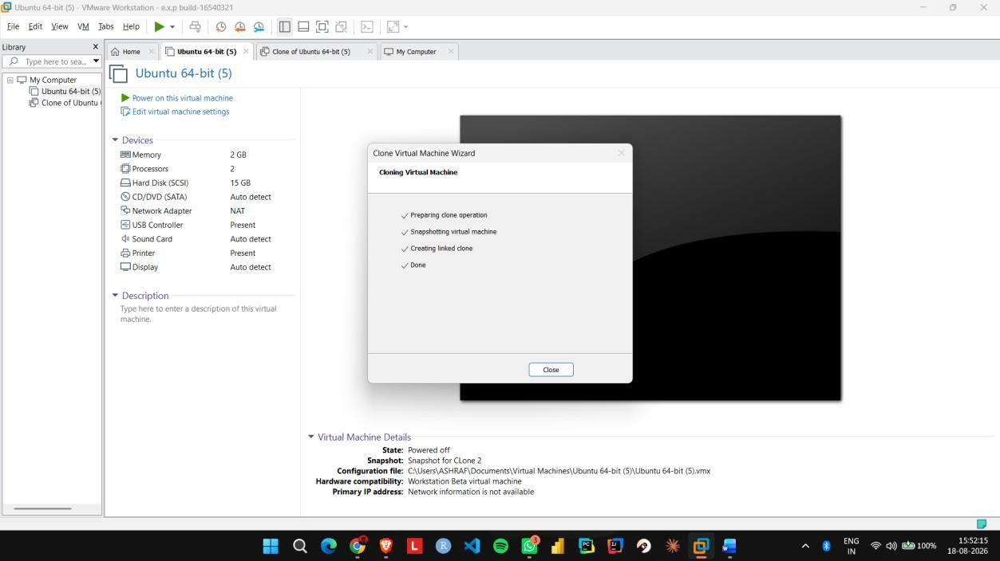 Ubuntu 64-bit (5) - VMware Workstation - e.x.p build-16540321
File Edit View VM Tabs Help
Library
Type here to sea...
My Computer
Ubuntu 64-bit (5)
Clone of Ubuntu
Home
Ubuntu 64-bit (5)
Clone of Ubuntu 64-bit (5)
My Computer
Ubuntu 64-bit (5)
Power on this virtual machine
Edit virtual machine settings
Devices
Memory 2 GB
Processors 2
Hard Disk (SCSI) 15 GB
CD/DVD (SATA) Auto detect
Network Adapter NAT
USB Controller Present
Sound Card Auto detect
Printer Present
Display Auto detect
Description
Type here to enter a description of this virtual
machine.
Clone Virtual Machine Wizard
Cloning Virtual Machine
Preparing clone operation
Snapshotting virtual machine
Creating linked clone
Done
Close
Virtual Machine Details
State: Powered off
Snapshot: Snapshot for CLone 2
Configuration file: C:\Users\ASHRAF\Documents\Virtual Machines\Ubuntu 64-bit (5)\Ubuntu 64-bit (5).vmx
Hardware compatibility: Workstation Beta virtual machine
Primary IP address: Network information is not available
L
R
3
PC
IJ
W
ENG
IN
100%
15:52:15
18-08-2026